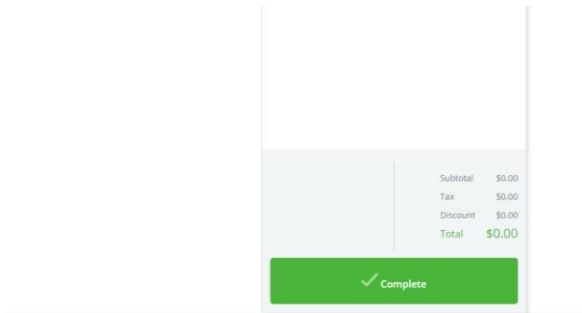 Subtotal $0.00
Tax $0.00
Discount $0.00
Total $0.00
Complete